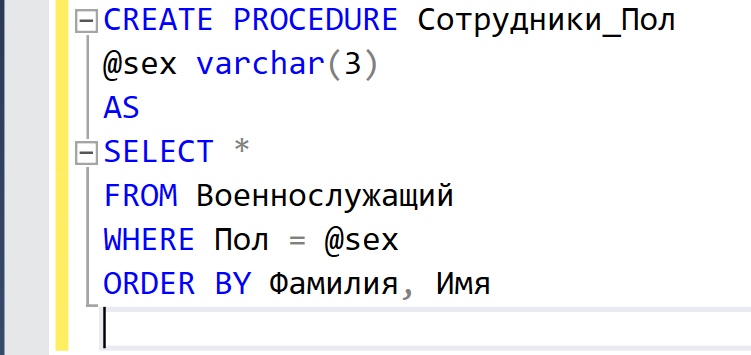 CREATE PROCEDURE Сотрудники_Пол
@sex varchar(3)
AS
SELECT *
FROM Военнослужащий
WHERE Пол = @sex
ORDER BY Фамилия, Имя